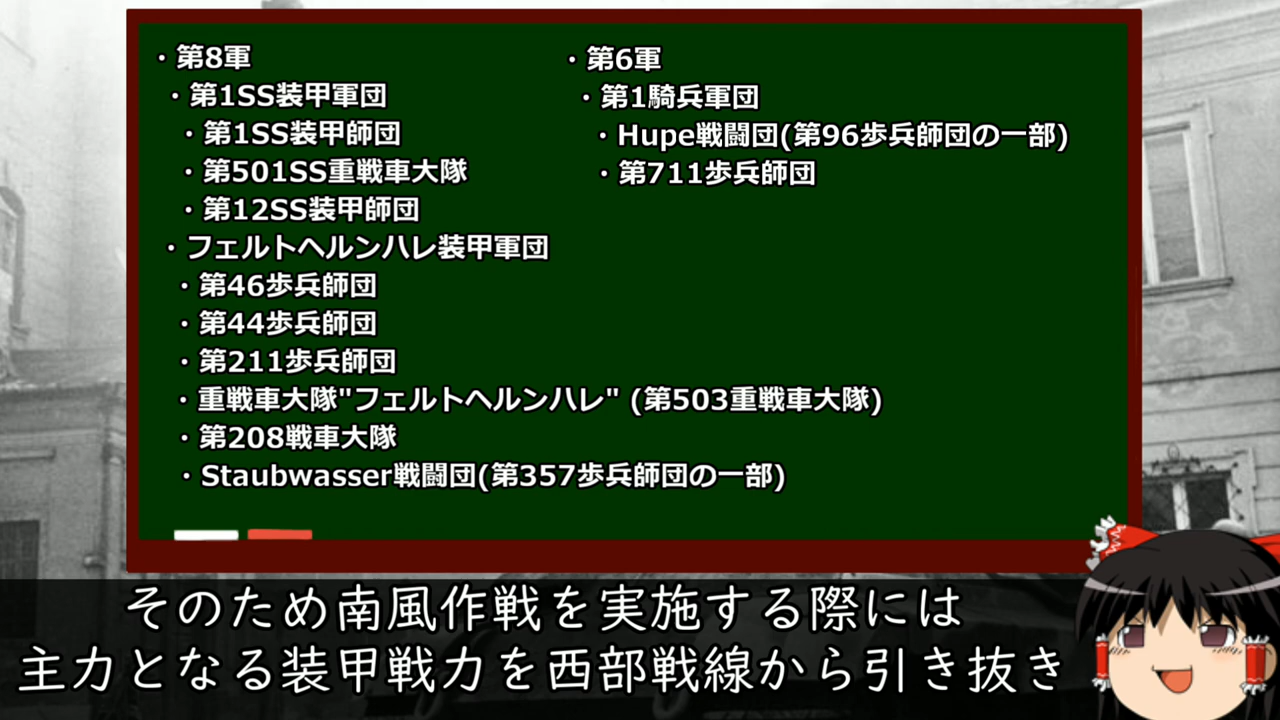 ・第8軍
・第1SS装甲軍団
・第1SS装甲師団
・第501SS重戦車大隊
・第12SS装甲師団
・フェルトヘルンハレ装甲軍団
・第46歩兵師団
・第44歩兵師団
・第211歩兵師団
・重戦車大隊"フェルトヘルンハレ" (第503重戦車大隊)
・第208戦車大隊
・Staubwasser戦闘団(第357歩兵師団の一部)
・第6軍
・第1騎兵軍団
・Hupe戦闘団(第96歩兵師団の一部)
・第711歩兵師団
そのため南風作戦を実施する際には
主力となる装甲戦力を西部戦線から引き抜き